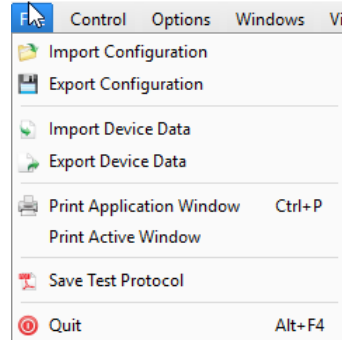 Control Options Windows
Import Configuration
Export Configuration
Import Device Data
Export Device Data
Print Application Window Ctrl+P
Print Active Window
Save Test Protocol
Quit Alt+F4